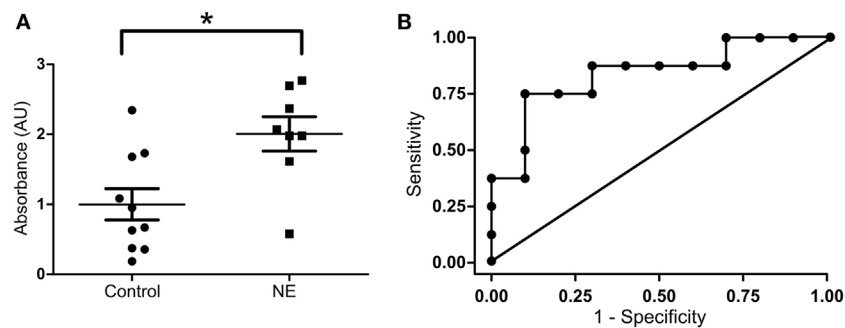 A
*
Absorbance (AU)
3
2
1
0
Control NE
B
Sensitivity
1.00
0.75
0.50
0.25
0.00
0.00 0.25 0.50 0.75 1.00
1 - Specificity